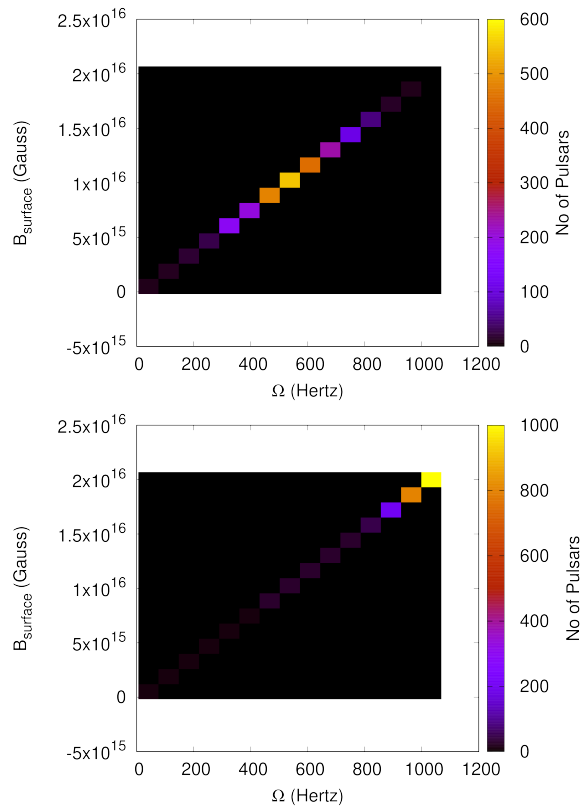 2.5x10^16
2x10^16
1.5x10^16
1x10^16
5x10^15
0
-5x10^15
B_surface (Gauss)
0 200 400 600 800 1000 1200
Ω (Hertz)
600
500
400
300
200
100
0
No of Pulsars
2.5x10^16
2x10^16
1.5x10^16
1x10^16
5x10^15
0
-5x10^15
B_surface (Gauss)
0 200 400 600 800 1000 1200
Ω (Hertz)
1000
800
600
400
200
0
No of Pulsars